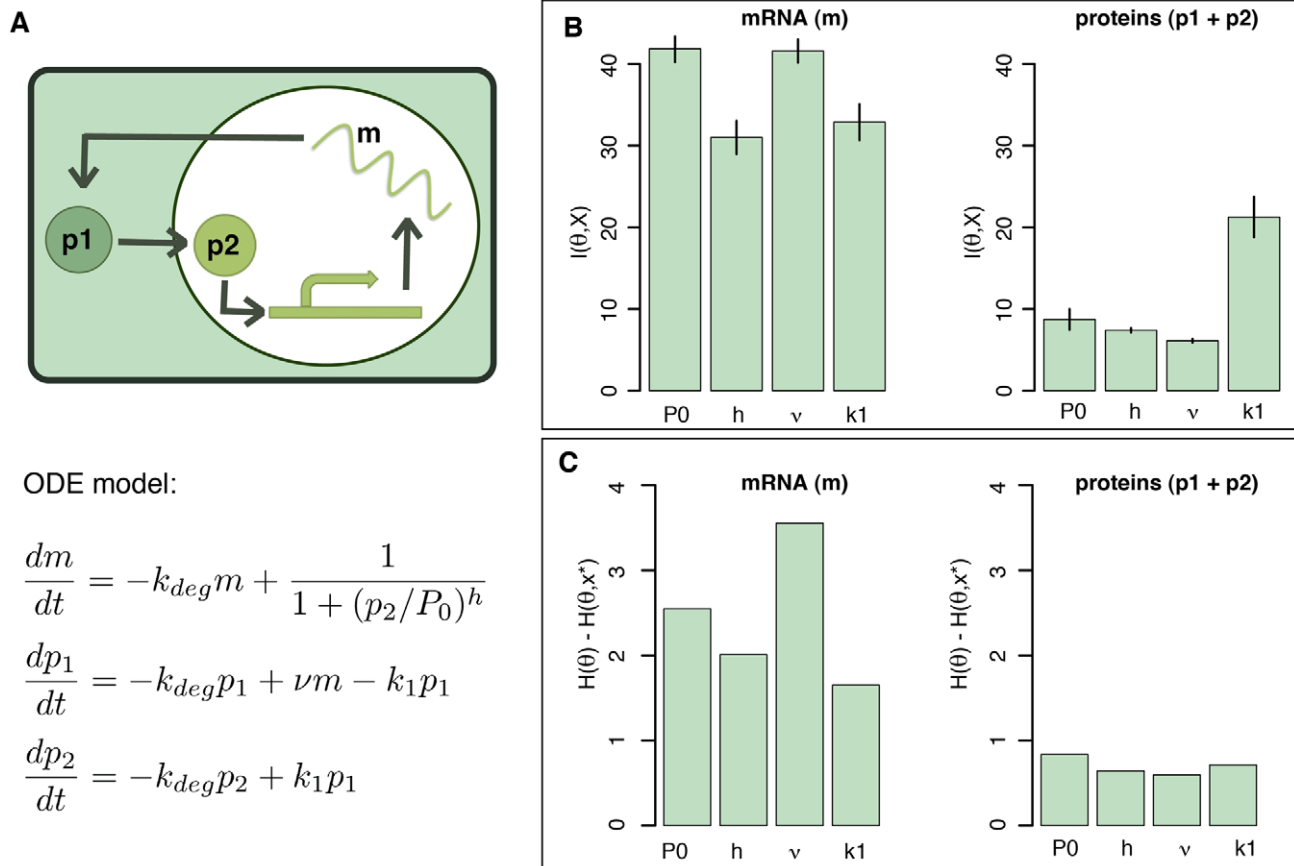 A
m
p1
p2
ODE model:
dm/dt = −k_deg m + 1/(1 + (p_2/P_0)^h)
dp_1/dt = −k_deg p_1 + νm − k_1 p_1
dp_2/dt = −k_deg p_2 + k_1 p_1
B
mRNA (m)
I(θ,X)
40
30
20
10
0
P0 h ν k1
proteins (p1 + p2)
I(θ,X)
40
30
20
10
0
P0 h ν k1
C
mRNA (m)
H(θ) - H(θ,x*)
4
3
2
1
0
P0 h ν k1
proteins (p1 + p2)
H(θ) - H(θ,x*)
4
3
2
1
0
P0 h ν k1